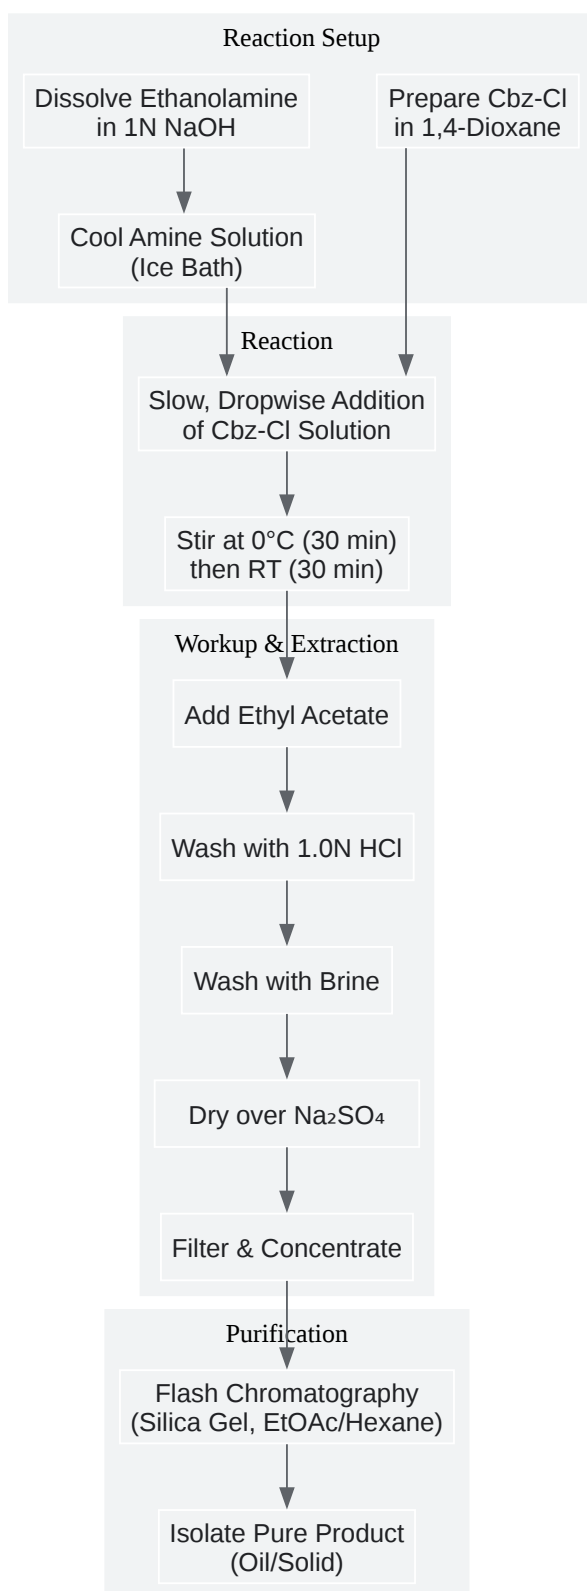 Reaction Setup
Dissolve Ethanolamine
in 1N NaOH
Prepare Cbz-Cl
in 1,4-Dioxane
Cool Amine Solution
(Ice Bath)
Reaction
Slow, Dropwise Addition
of Cbz-Cl Solution
Stir at 0°C (30 min)
then RT (30 min)
Workup & Extraction
Add Ethyl Acetate
Wash with 1.0N HCl
Wash with Brine
Dry over Na₂SO₄
Filter & Concentrate
Purification
Flash Chromatography
(Silica Gel, EtOAc/Hexane)
Isolate Pure Product
(Oil/Solid)